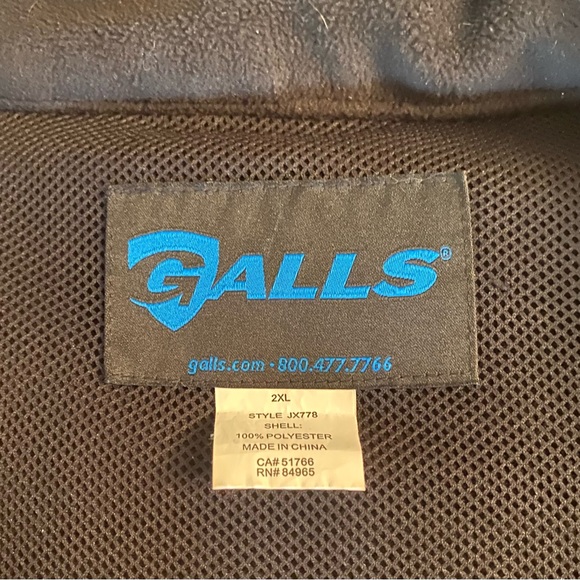 GALLS®
galls.com • 800.477.7766
2XL
STYLE JX778
SHELL:
100% POLYESTER
MADE IN CHINA
CA# 51766
RN# 84965